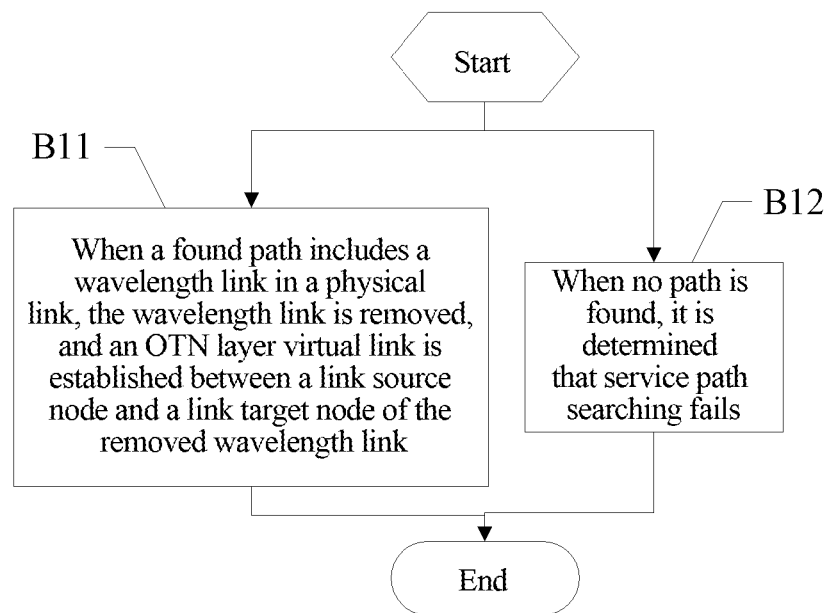 Start
B11
When a found path includes a
wavelength link in a physical
link, the wavelength link is removed,
and an OTN layer virtual link is
established between a link source
node and a link target node of the
removed wavelength link
B12
When no path is
found, it is
determined
that service path
searching fails
End